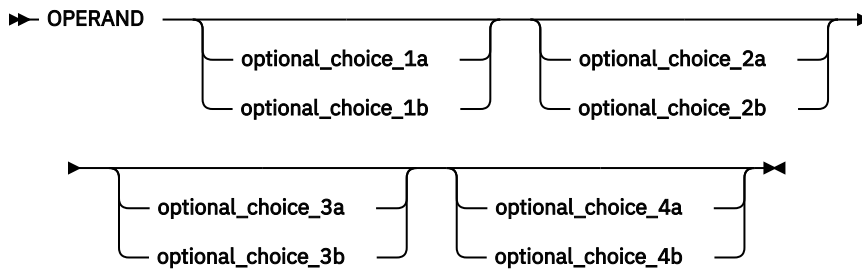 OPERAND
optional_choice_1a optional_choice_2a
optional_choice_1b optional_choice_2b
optional_choice_3a optional_choice_4a
optional_choice_3b optional_choice_4b